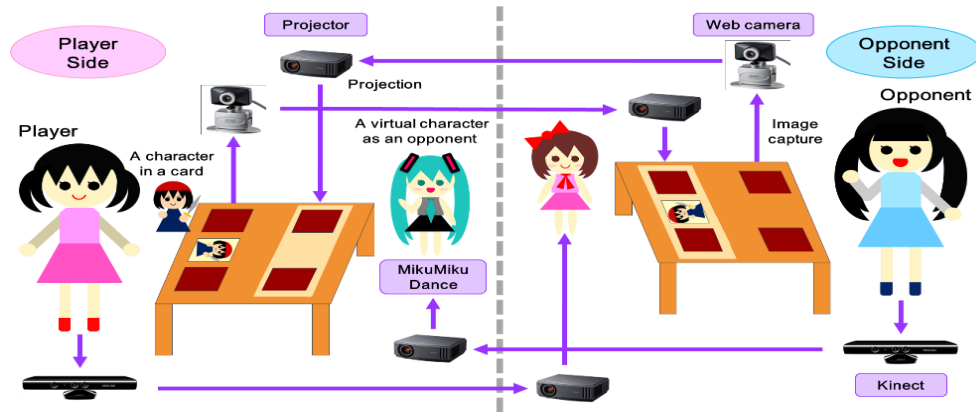 Projector
Web camera
Player
Side
Opponent
Side
Projection
Opponent
Player
A virtual character
as an opponent
Image
capture
A character
in a card
MikuMiku
Dance
Kinect